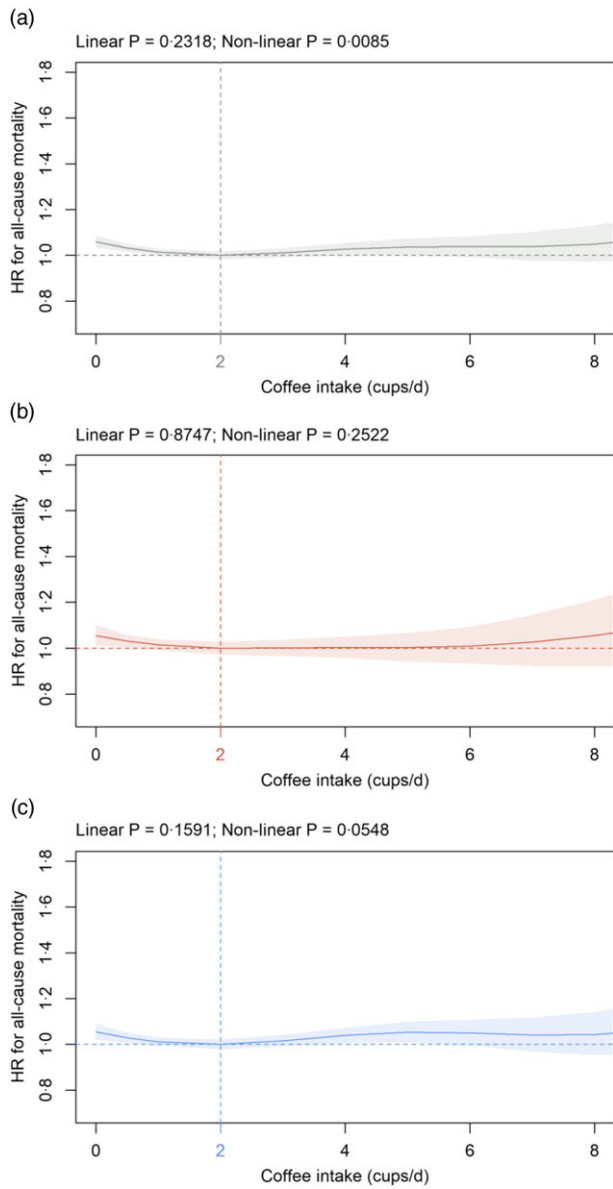 (a)
Linear P = 0·2318; Non-linear P = 0·0085
HR for all-cause mortality
1·8
1·6
1·4
1·2
1·0
0·8
0 2 4 6 8
Coffee intake (cups/d)
(b)
Linear P = 0·8747; Non-linear P = 0·2522
HR for all-cause mortality
1·8
1·6
1·4
1·2
1·0
0·8
0 2 4 6 8
Coffee intake (cups/d)
(c)
Linear P = 0·1591; Non-linear P = 0·0548
HR for all-cause mortality
1·8
1·6
1·4
1·2
1·0
0·8
0 2 4 6 8
Coffee intake (cups/d)